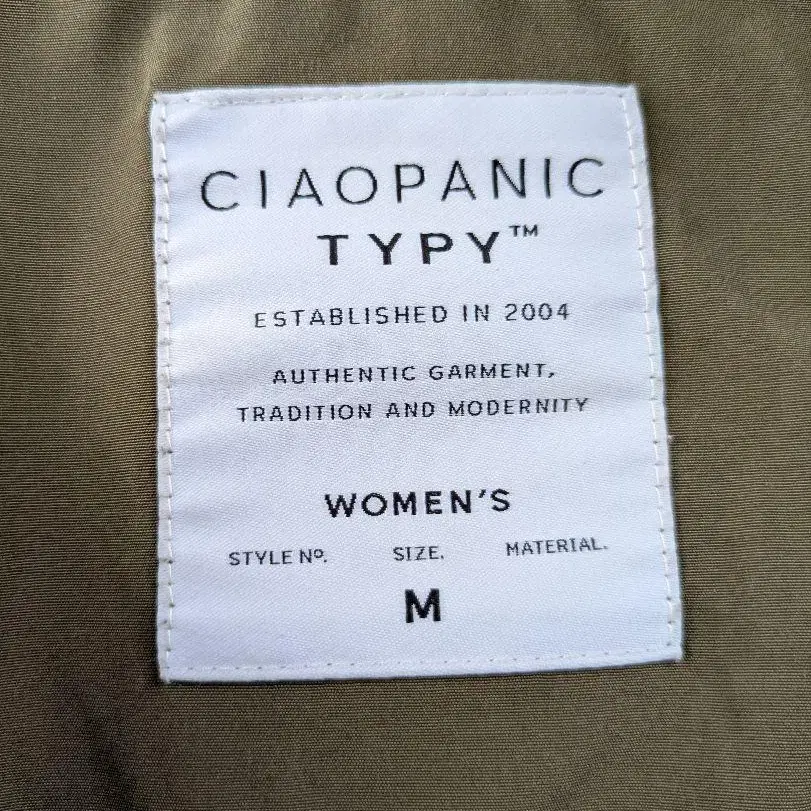 CIAOPANIC
TYPY™
ESTABLISHED IN 2004
AUTHENTIC GARMENT,
TRADITION AND MODERNITY
WOMEN'S
STYLE Nº. SIZE. MATERIAL.
M